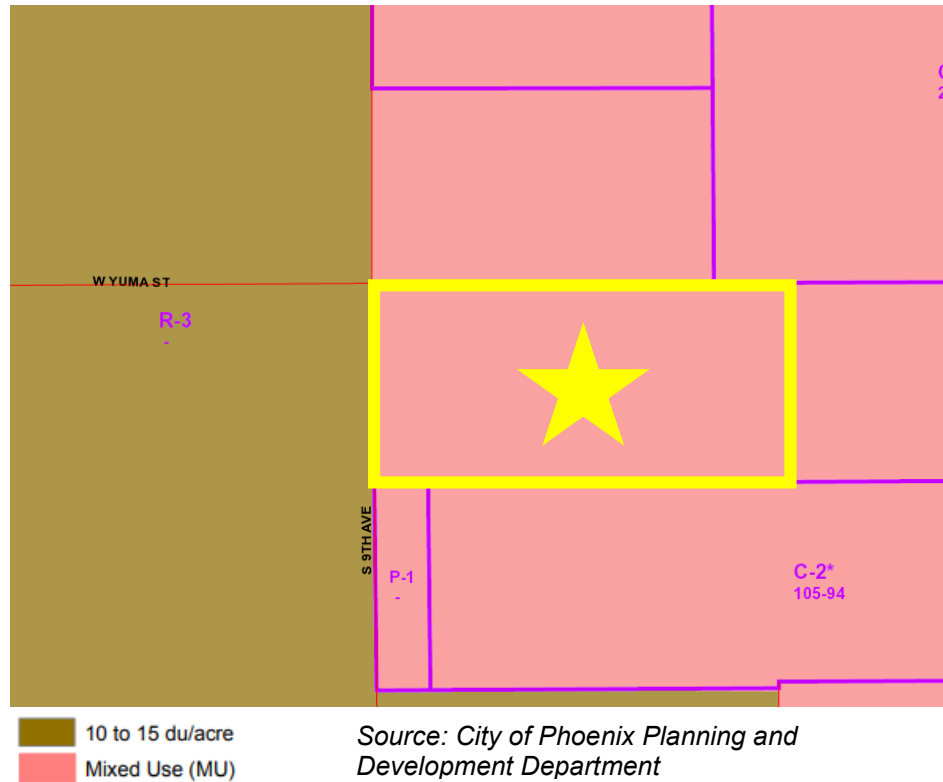 W YUMA ST
R-3
-
S 9TH AVE
P-1
-
C-2*
105-94
10 to 15 du/acre
Mixed Use (MU)
Source: City of Phoenix Planning and
Development Department